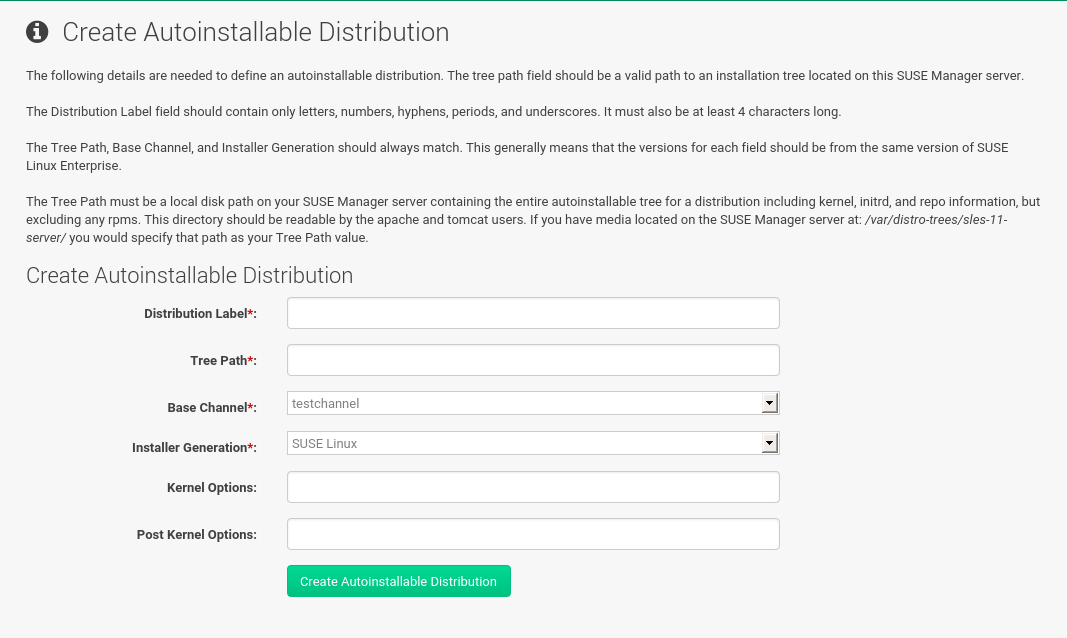 Create Autoinstallable Distribution
The following details are needed to define an autoinstallable distribution. The tree path field should be a valid path to an installation tree located on this SUSE Manager server.
The Distribution Label field should contain only letters, numbers, hyphens, periods, and underscores. It must also be at least 4 characters long.
The Tree Path, Base Channel, and Installer Generation should always match. This generally means that the versions for each field should be from the same version of SUSE
Linux Enterprise.
The Tree Path must be a local disk path on your SUSE Manager server containing the entire autoinstallable tree for a distribution including kernel, initrd, and repo information, but
excluding any rpms. This directory should be readable by the apache and tomcat users. If you have media located on the SUSE Manager server at: /var/distro-trees/sles-11-
server/ you would specify that path as your Tree Path value.
Create Autoinstallable Distribution
Distribution Label*:
Tree Path*:
Base Channel*: testchannel
Installer Generation*: SUSE Linux
Kernel Options:
Post Kernel Options:
Create Autoinstallable Distribution